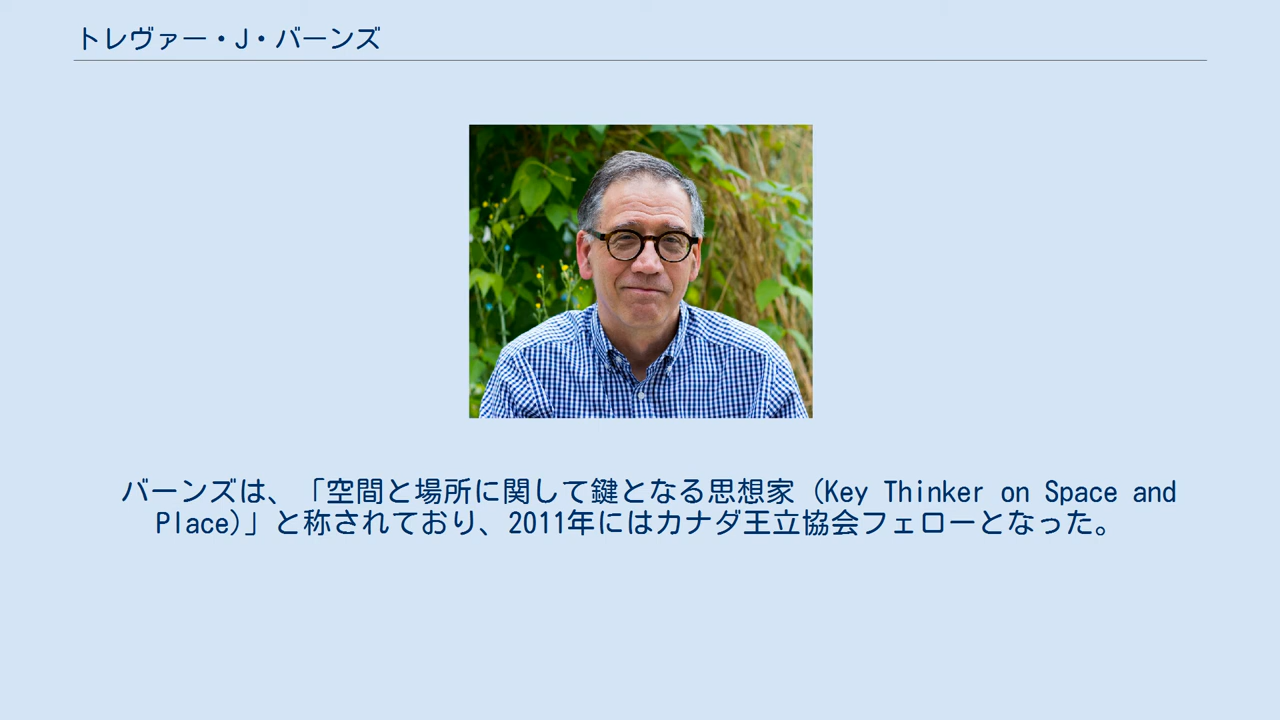 トレヴァー・J・バーンズ
バーンズは、「空間と場所に関して鍵となる思想家 (Key Thinker on Space and
Place)」と称されており、2011年にはカナダ王立協会フェローとなった。